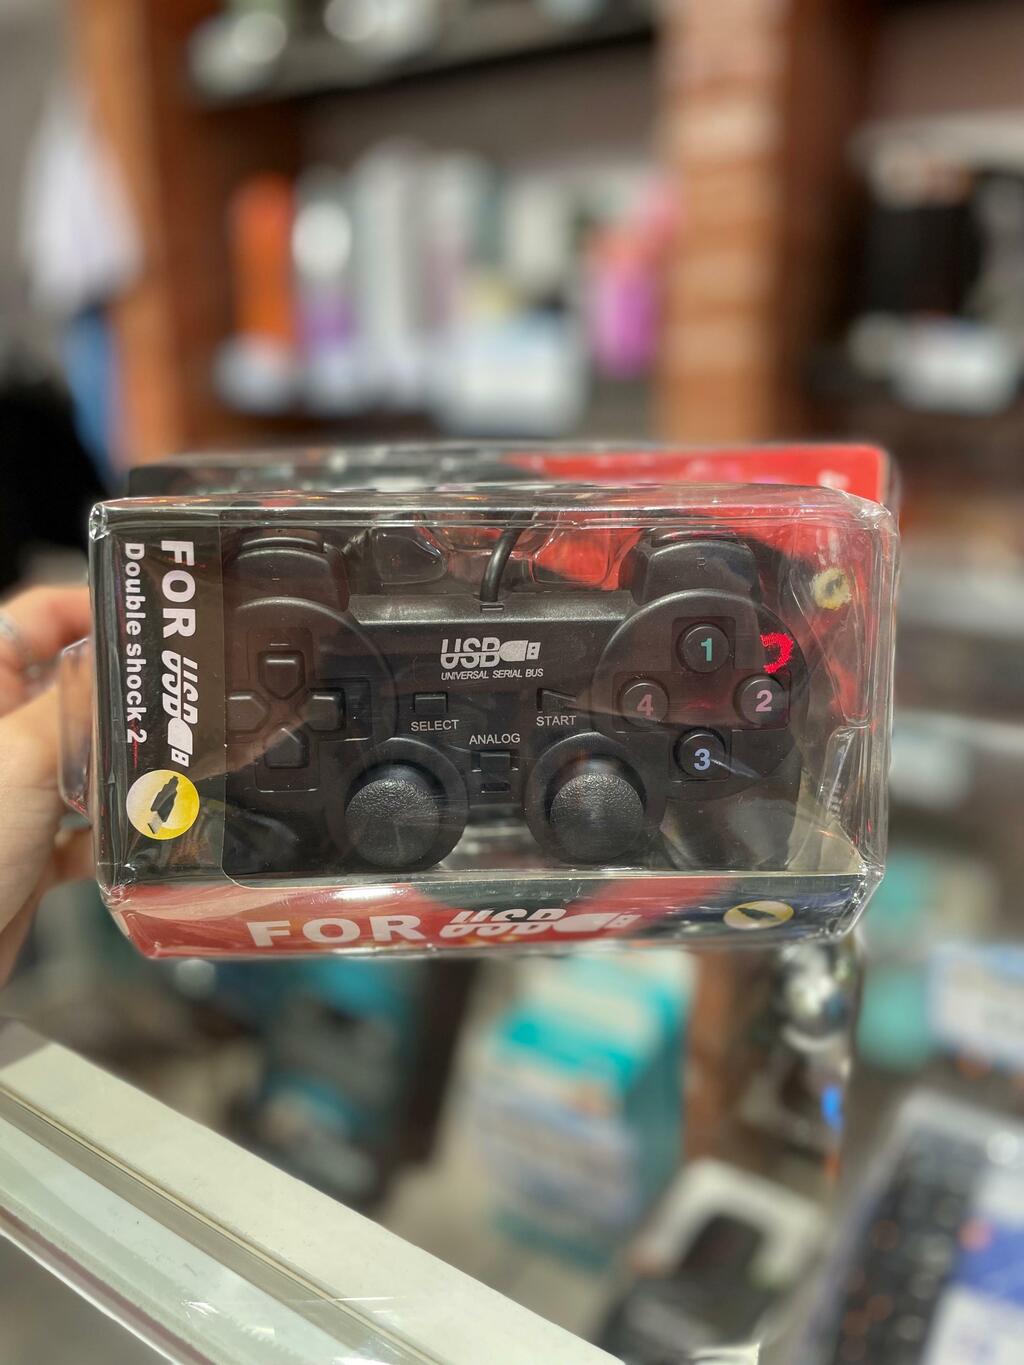 FOR USB
Double shock 2
USB
UNIVERSAL SERIAL BUS
SELECT
START
ANALOG
1
2
4
3
FOR USB